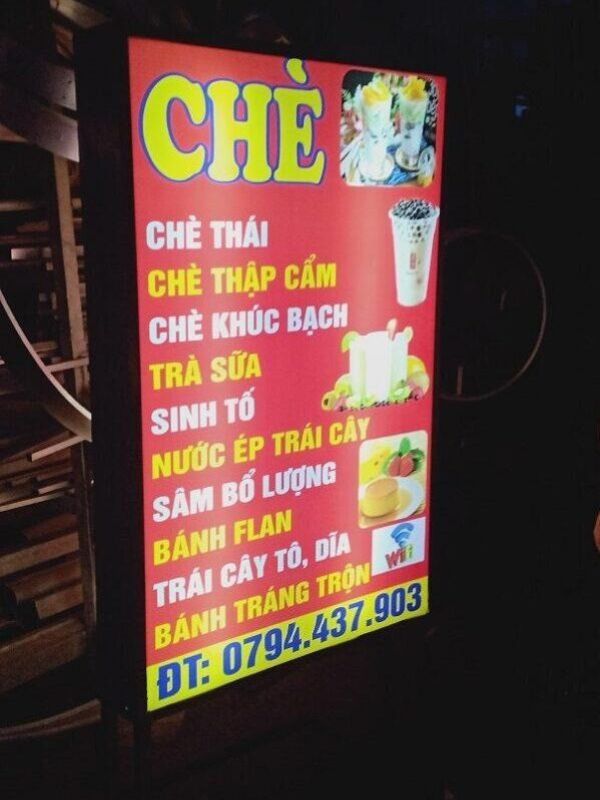 CHÈ
CHÈ THÁI
CHÈ THẬP CẨM
CHÈ KHÚC BẠCH
TRÀ SỮA
SINH TỐ
NƯỚC ÉP TRÁI CÂY
SÂM BỔ LƯỢNG
BÁNH FLAN
TRÁI CÂY TÔ, DĨA
Wifi
BÁNH TRÁNG TRỘN
ĐT: 0794.437.903